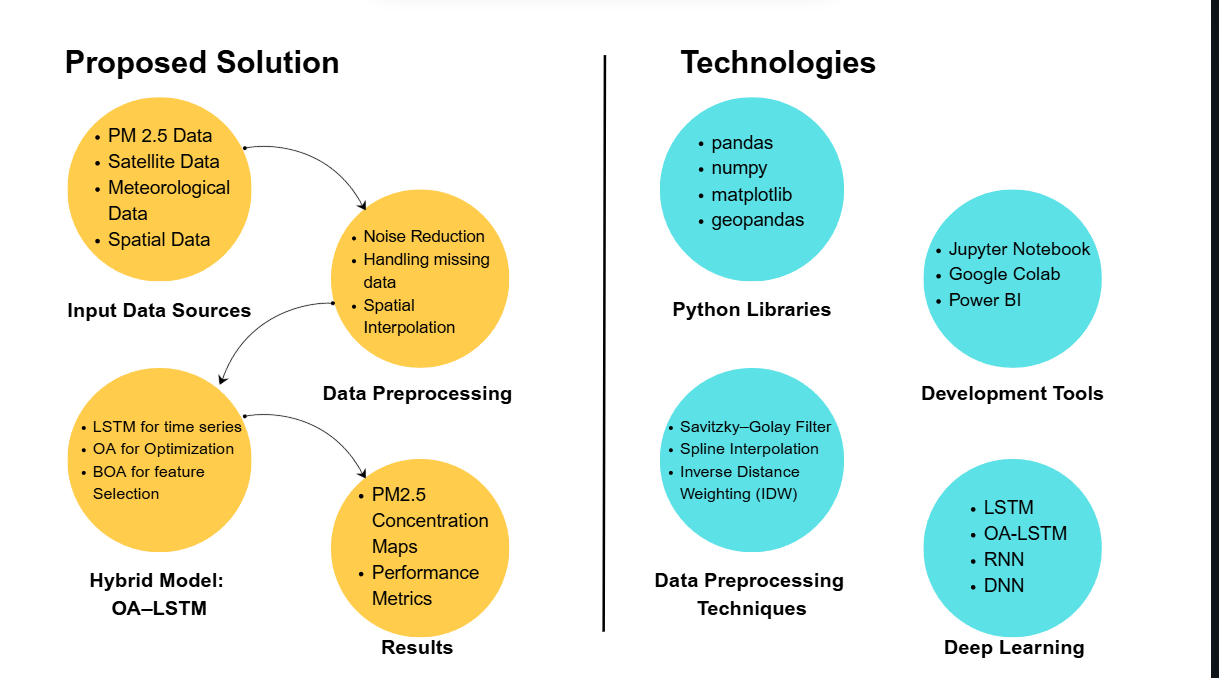 Proposed Solution
• PM 2.5 Data
• Satellite Data
• Meteorological
Data
• Spatial Data
Input Data Sources
• Noise Reduction
• Handling missing
data
• Spatial
Interpolation
Data Preprocessing
• LSTM for time series
• OA for Optimization
• BOA for feature
Selection
Hybrid Model:
OA–LSTM
• PM2.5
Concentration
Maps
• Performance
Metrics
Results
Technologies
• pandas
• numpy
• matplotlib
• geopandas
Python Libraries
• Jupyter Notebook
• Google Colab
• Power BI
Development Tools
• Savitzky–Golay Filter
• Spline Interpolation
• Inverse Distance
Weighting (IDW)
Data Preprocessing
Techniques
• LSTM
• OA-LSTM
• RNN
• DNN
Deep Learning